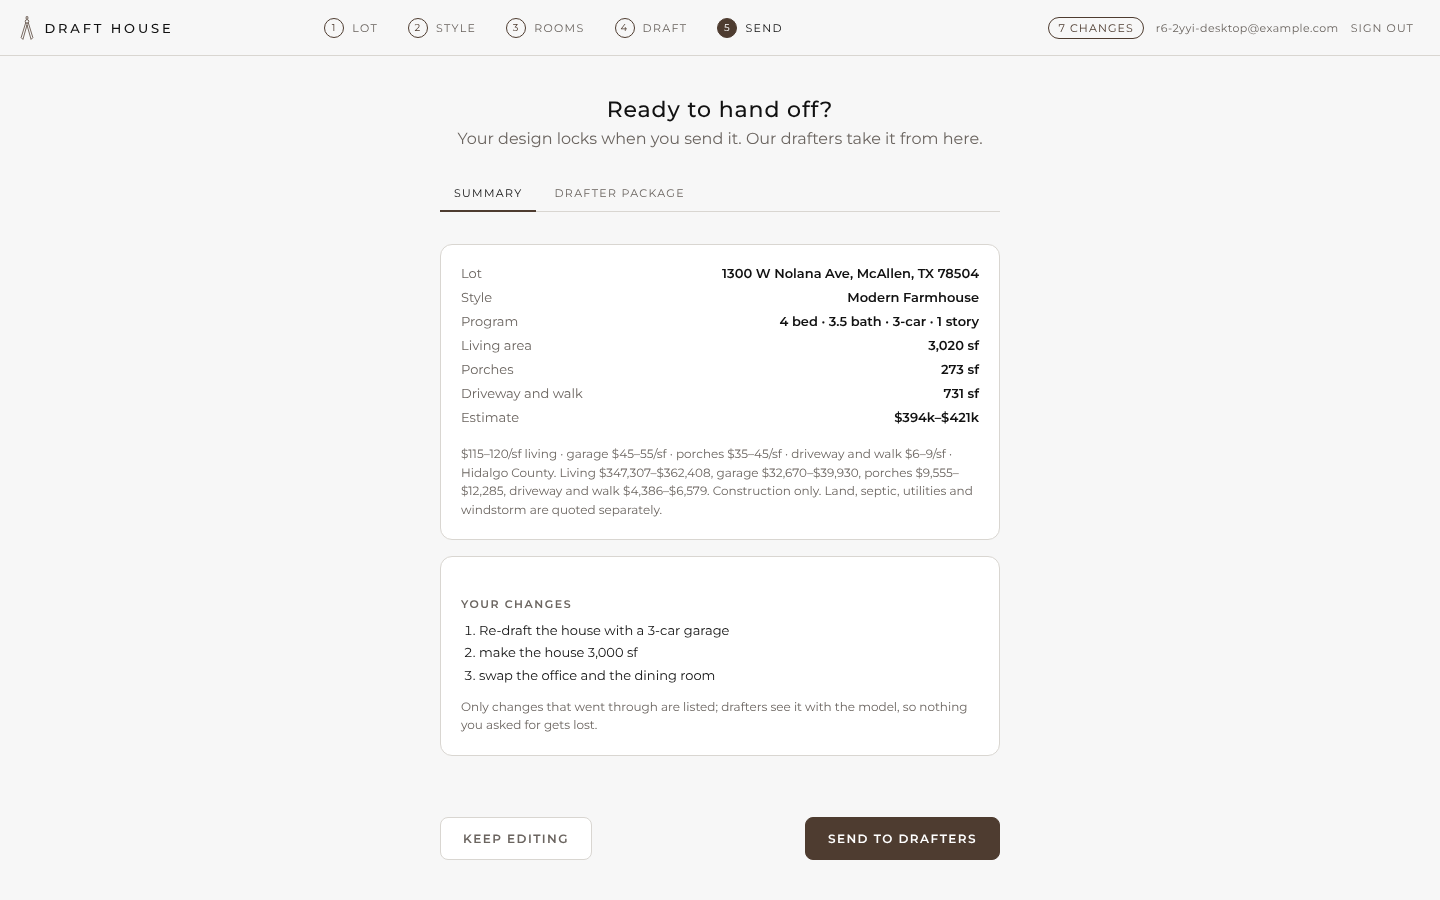 DRAFT HOUSE
1 LOT
2 STYLE
3 ROOMS
4 DRAFT
5 SEND
7 CHANGES
r6-2yyi-desktop@example.com
SIGN OUT
Ready to hand off?
Your design locks when you send it. Our drafters take it from here.
SUMMARY
DRAFTER PACKAGE
Lot 1300 W Nolana Ave, McAllen, TX 78504
Style Modern Farmhouse
Program 4 bed · 3.5 bath · 3-car · 1 story
Living area 3,020 sf
Porches 273 sf
Driveway and walk 731 sf
Estimate $394k–$421k
$115–120/sf living · garage $45–55/sf · porches $35–45/sf · driveway and walk $6–9/sf ·
Hidalgo County. Living $347,307–$362,408, garage $32,670–$39,930, porches $9,555–
$12,285, driveway and walk $4,386–$6,579. Construction only. Land, septic, utilities and
windstorm are quoted separately.
YOUR CHANGES
1. Re-draft the house with a 3-car garage
2. make the house 3,000 sf
3. swap the office and the dining room
Only changes that went through are listed; drafters see it with the model, so nothing
you asked for gets lost.
KEEP EDITING
SEND TO DRAFTERS